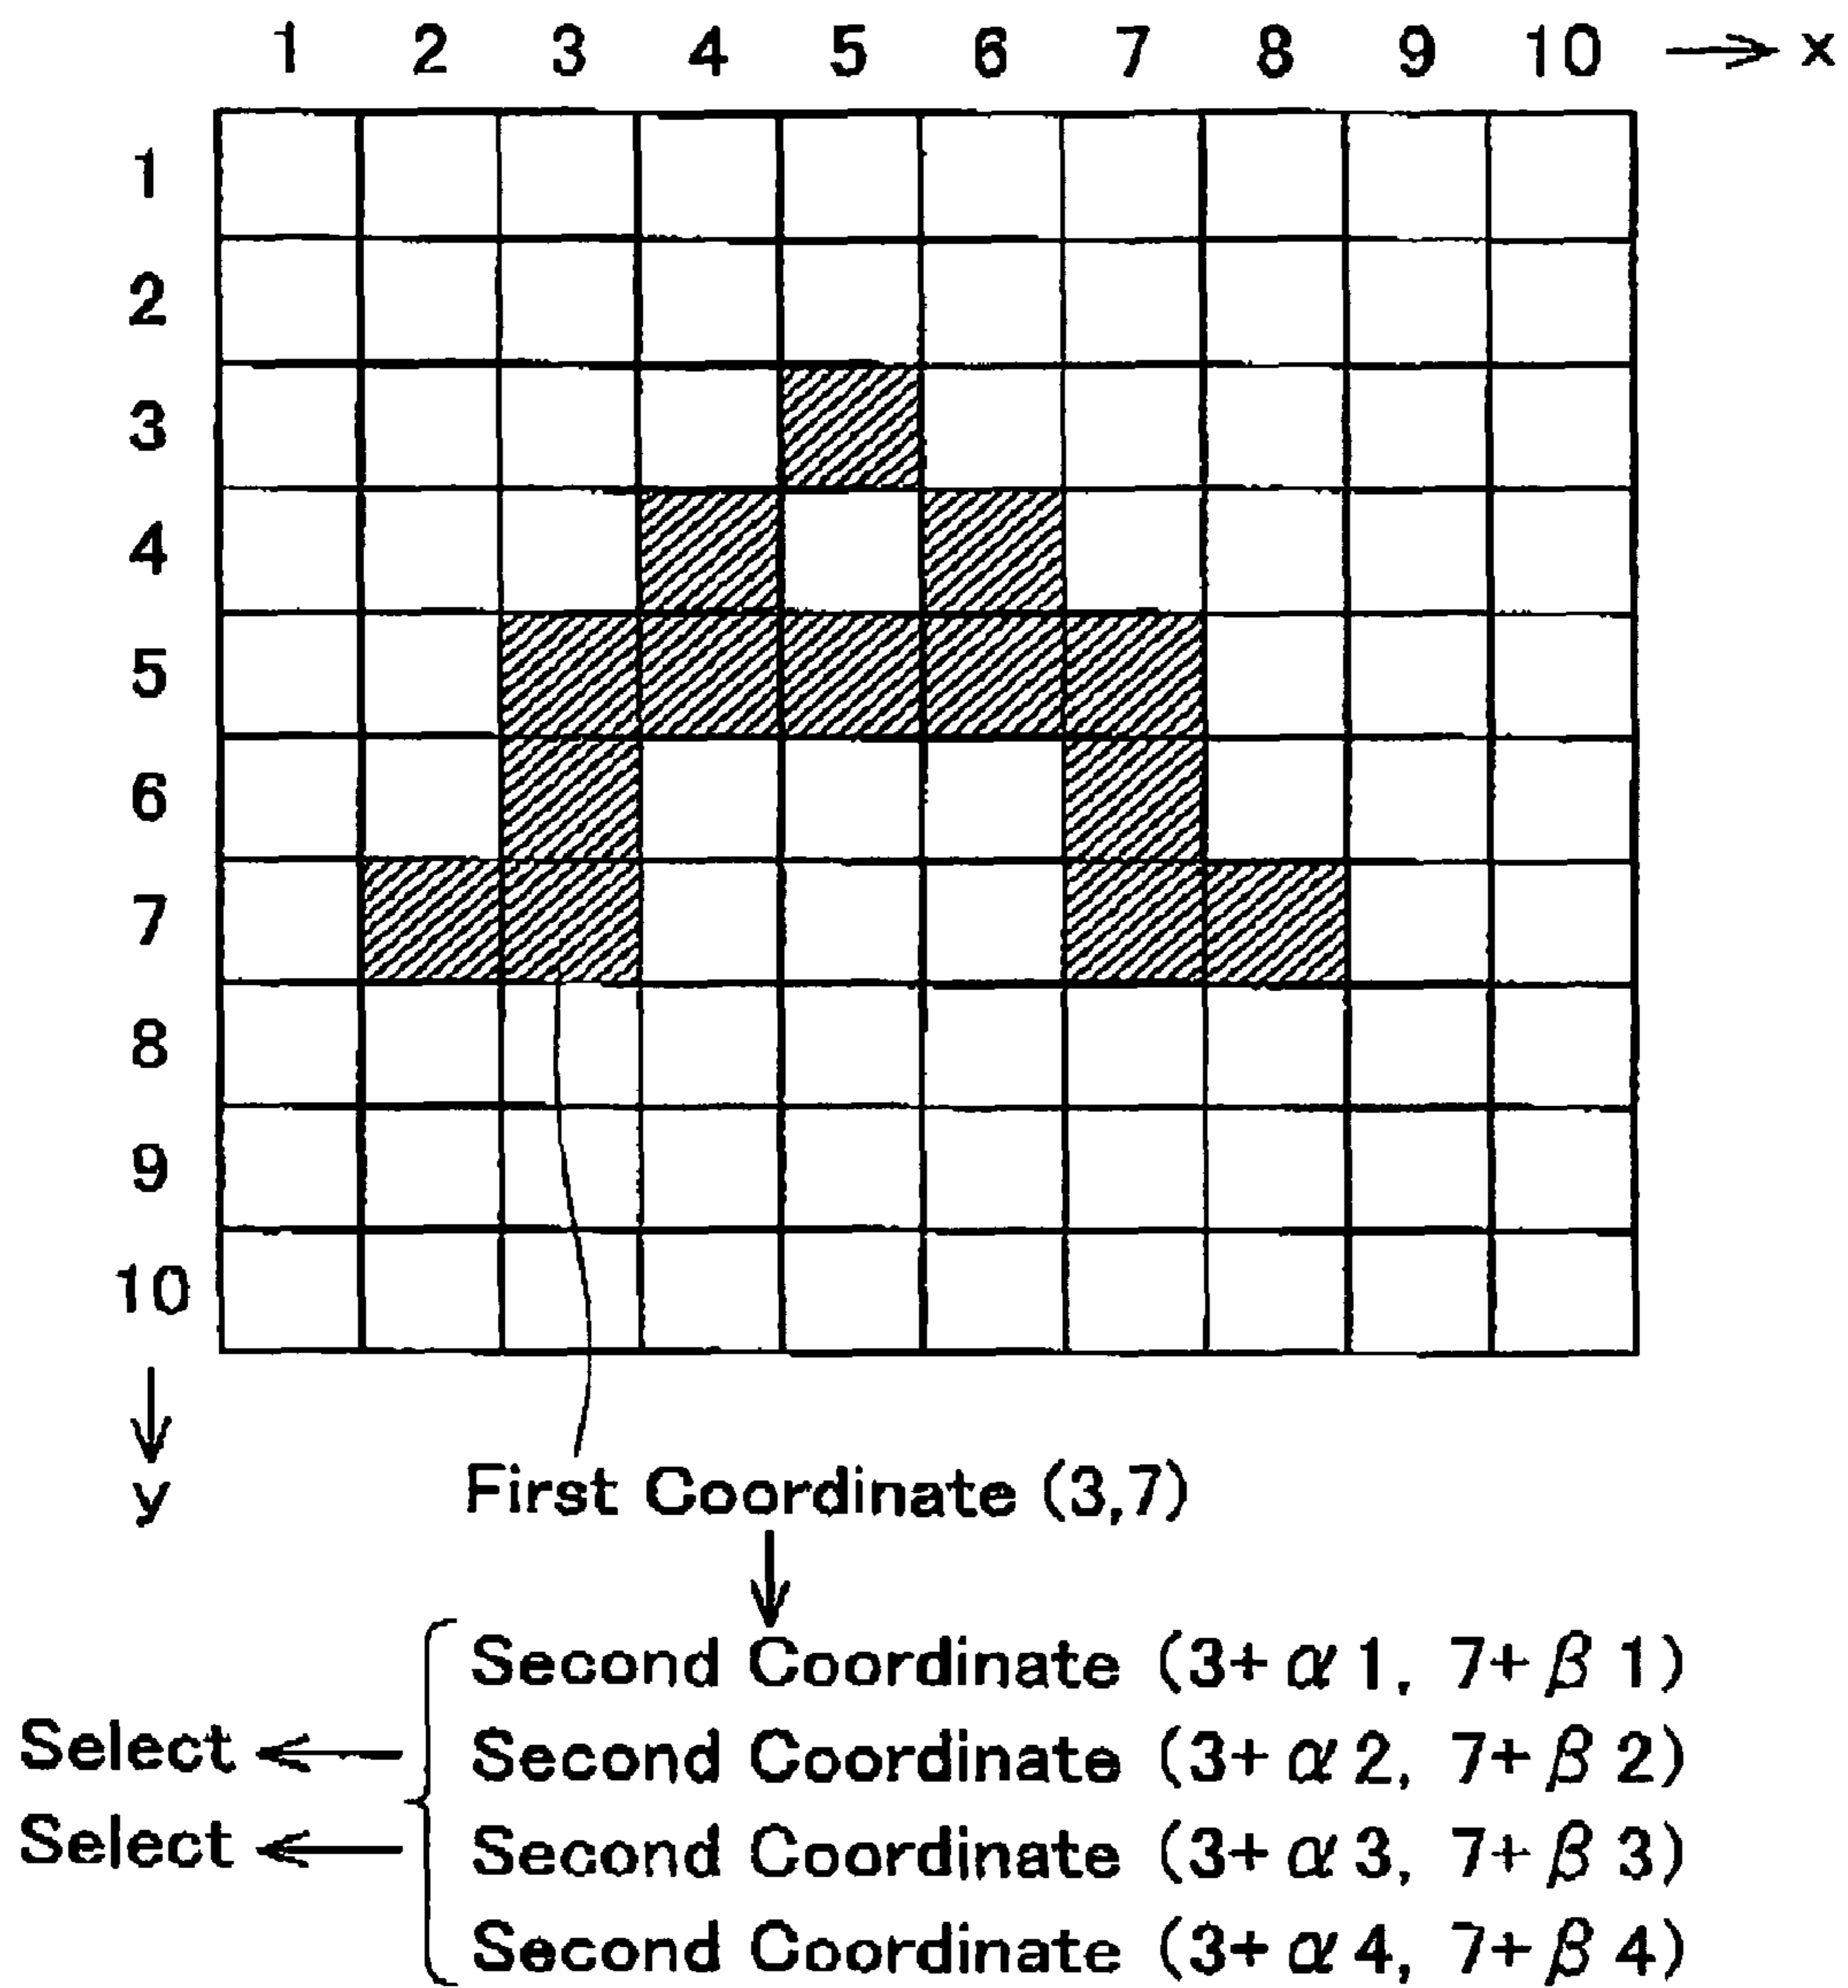 1 2 3 4 5 6 7 8 9 10 x
1
2
3
4
5
6
7
8
9
10
y
First Coordinate (3,7)
Second Coordinate (3+α1, 7+β1)
Select Second Coordinate (3+α2, 7+β2)
Select Second Coordinate (3+α3, 7+β3)
Second Coordinate (3+α4, 7+β4)